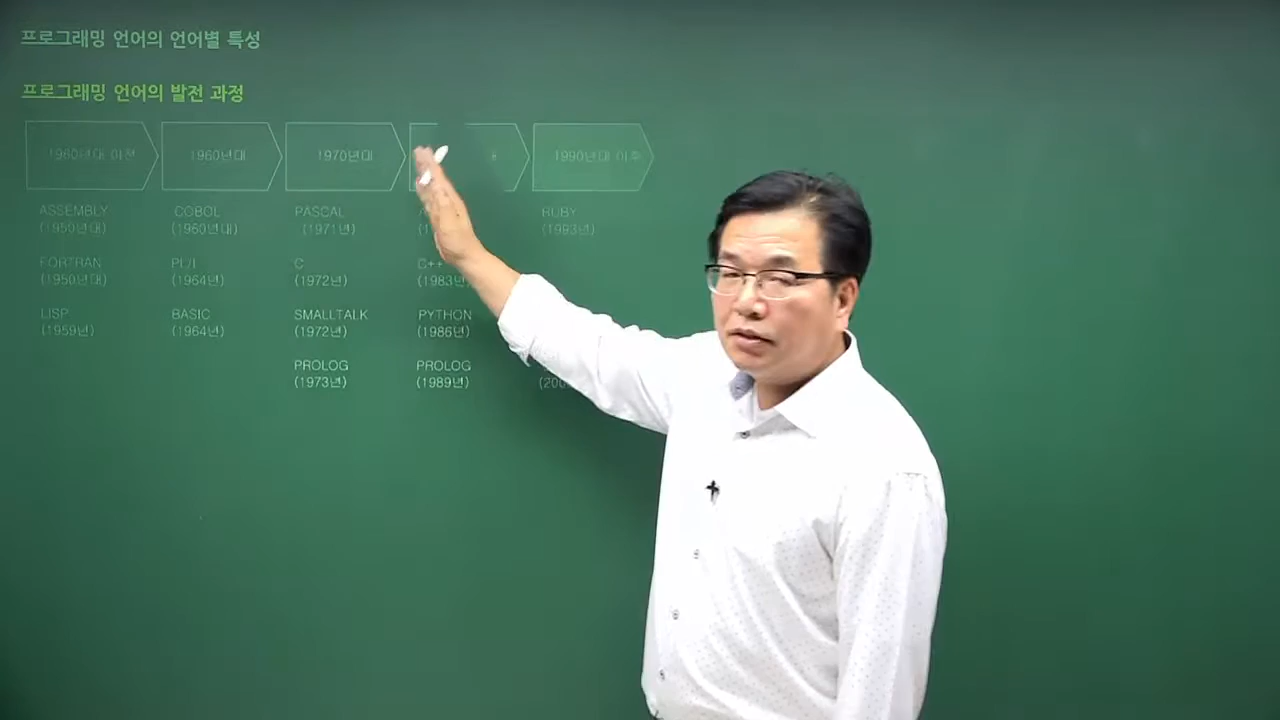 프로그래밍 언어의 언어별 특성
프로그래밍 언어의 발전 과정
1960년대 이전
1960년대
1970년대
1990년대 이후
ASSEMBLY
(1950년대)
FORTRAN
(1950년대)
LISP
(1959년)
COBOL
(1960년대)
PL/I
(1964년)
BASIC
(1964년)
PASCAL
(1971년)
C
(1972년)
SMALLTALK
(1972년)
PROLOG
(1973년)
C++
(1983년)
PYTHON
(1986년)
PROLOG
(1989년)
RUBY
(1993년)